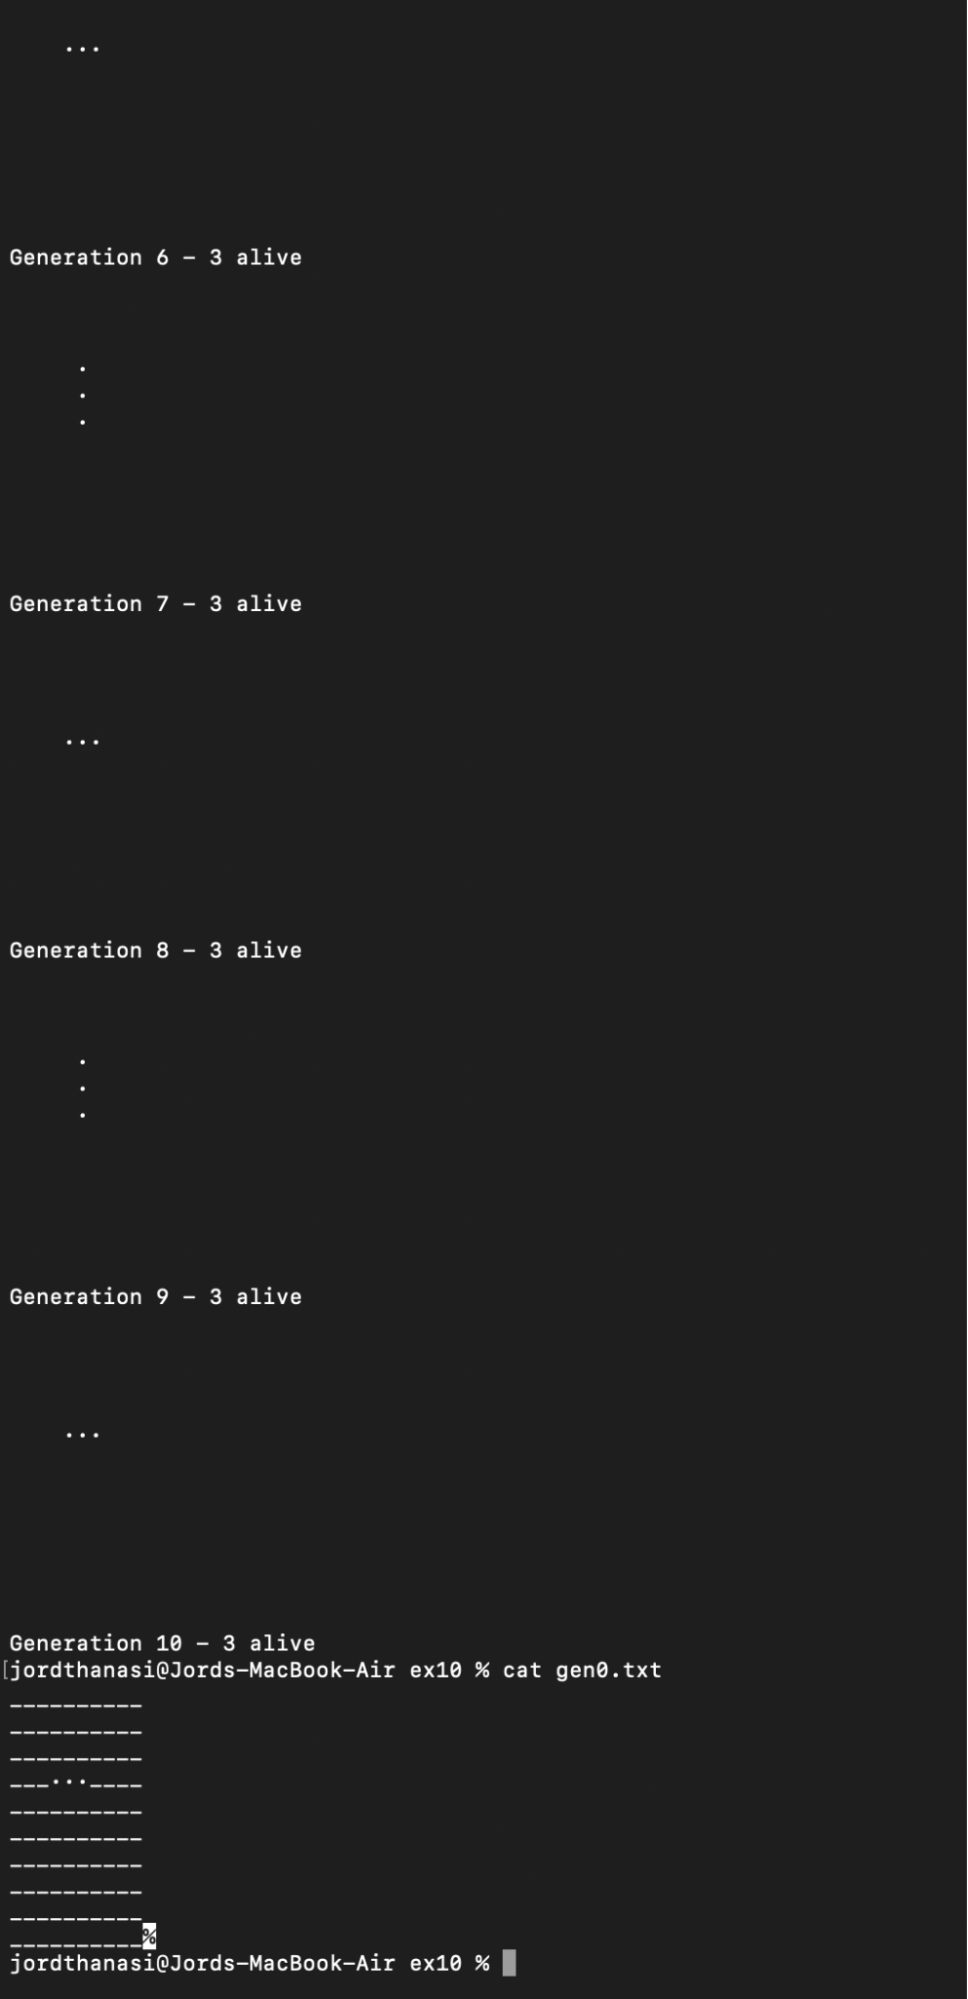 ...
Generation 6 - 3 alive
.
.
.
Generation 7 - 3 alive
...
Generation 8 - 3 alive
.
.
.
Generation 9 - 3 alive
...
Generation 10 - 3 alive
[jordthanasi@Jords-MacBook-Air ex10 % cat gen0.txt
----------
----------
----------
---···----
----------
----------
----------
----------
----------
----------%
jordthanasi@Jords-MacBook-Air ex10 %